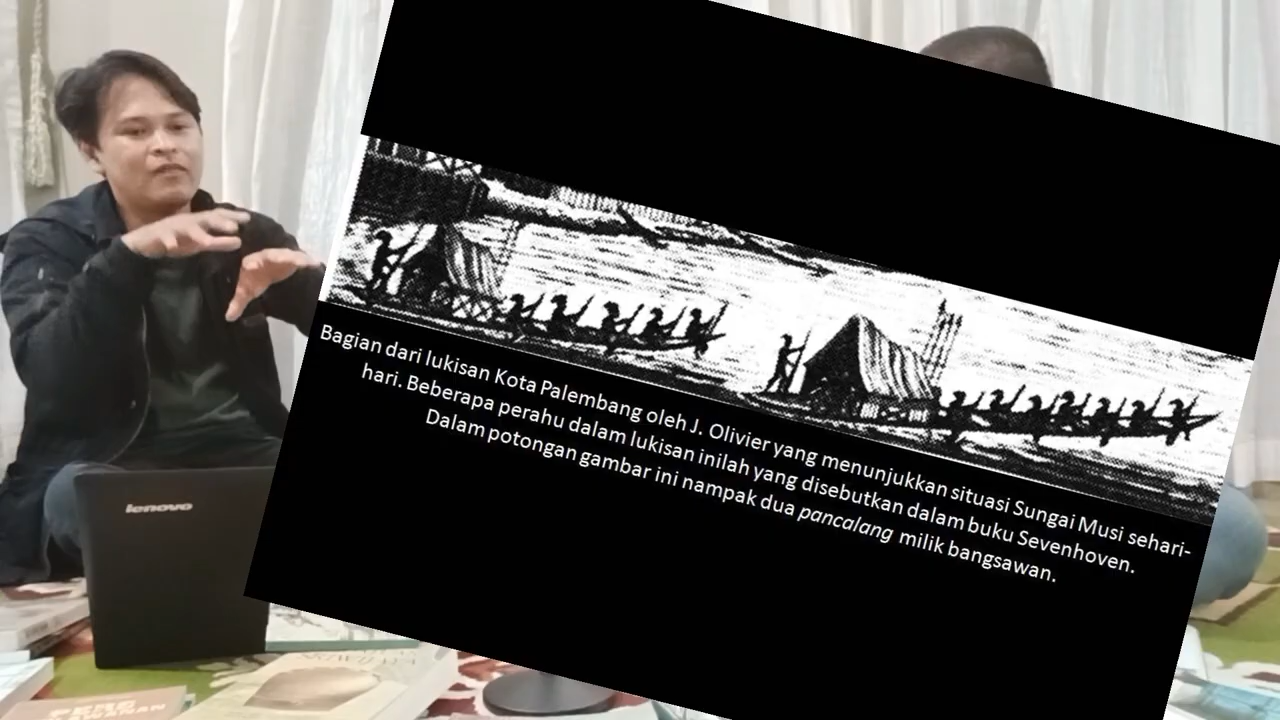 Bagian dari lukisan Kota Palembang oleh J. Olivier yang menunjukkan situasi Sungai Musi sehari-
hari. Beberapa perahu dalam lukisan inilah yang disebutkan dalam buku Sevenhoven.
Dalam potongan gambar ini nampak dua pancalang milik bangsawan.
lenovo